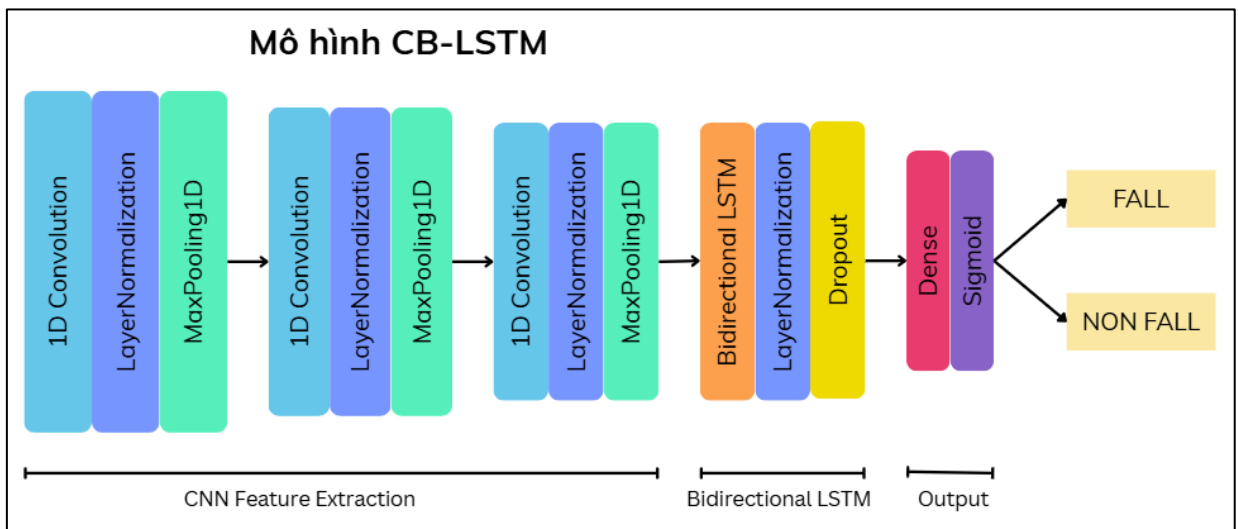 Mô hình CB-LSTM
1D Convolution
LayerNormalization
MaxPooling1D
1D Convolution
LayerNormalization
MaxPooling1D
1D Convolution
LayerNormalization
MaxPooling1D
Bidirectional LSTM
LayerNormalization
Dropout
Dense
Sigmoid
FALL
NON FALL
CNN Feature Extraction
Bidirectional LSTM
Output